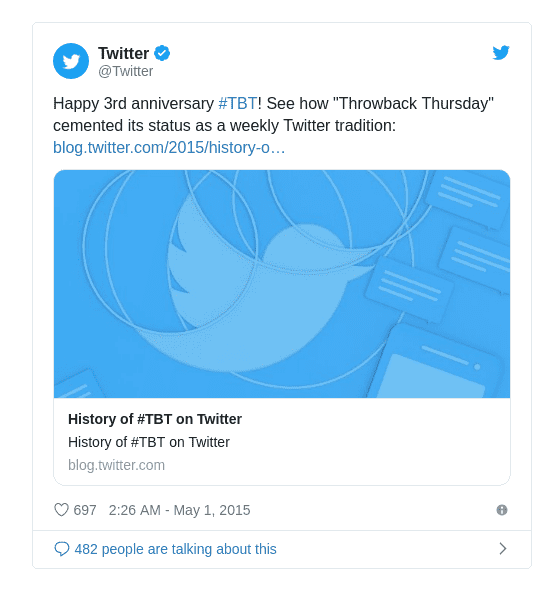 Twitter
@Twitter
Happy 3rd anniversary #TBT! See how "Throwback Thursday"
cemented its status as a weekly Twitter tradition:
blog.twitter.com/2015/history-o…
History of #TBT on Twitter
History of #TBT on Twitter
blog.twitter.com
697 2:26 AM - May 1, 2015
482 people are talking about this